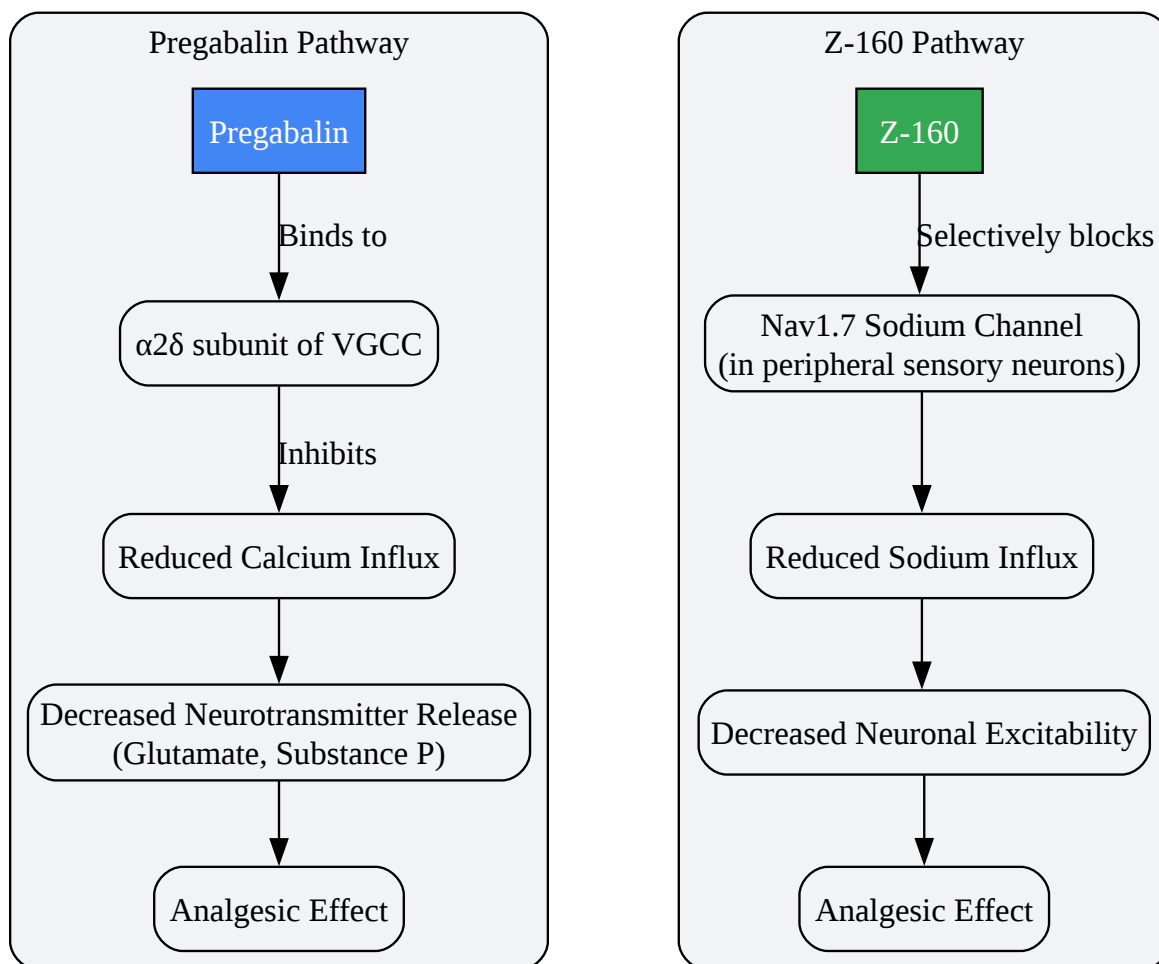 Pregabalin Pathway
Pregabalin
Binds to
α2δ subunit of VGCC
Inhibits
Reduced Calcium Influx
Decreased Neurotransmitter Release
(Glutamate, Substance P)
Analgesic Effect
Z-160 Pathway
Z-160
Selectively blocks
Nav1.7 Sodium Channel
(in peripheral sensory neurons)
Reduced Sodium Influx
Decreased Neuronal Excitability
Analgesic Effect